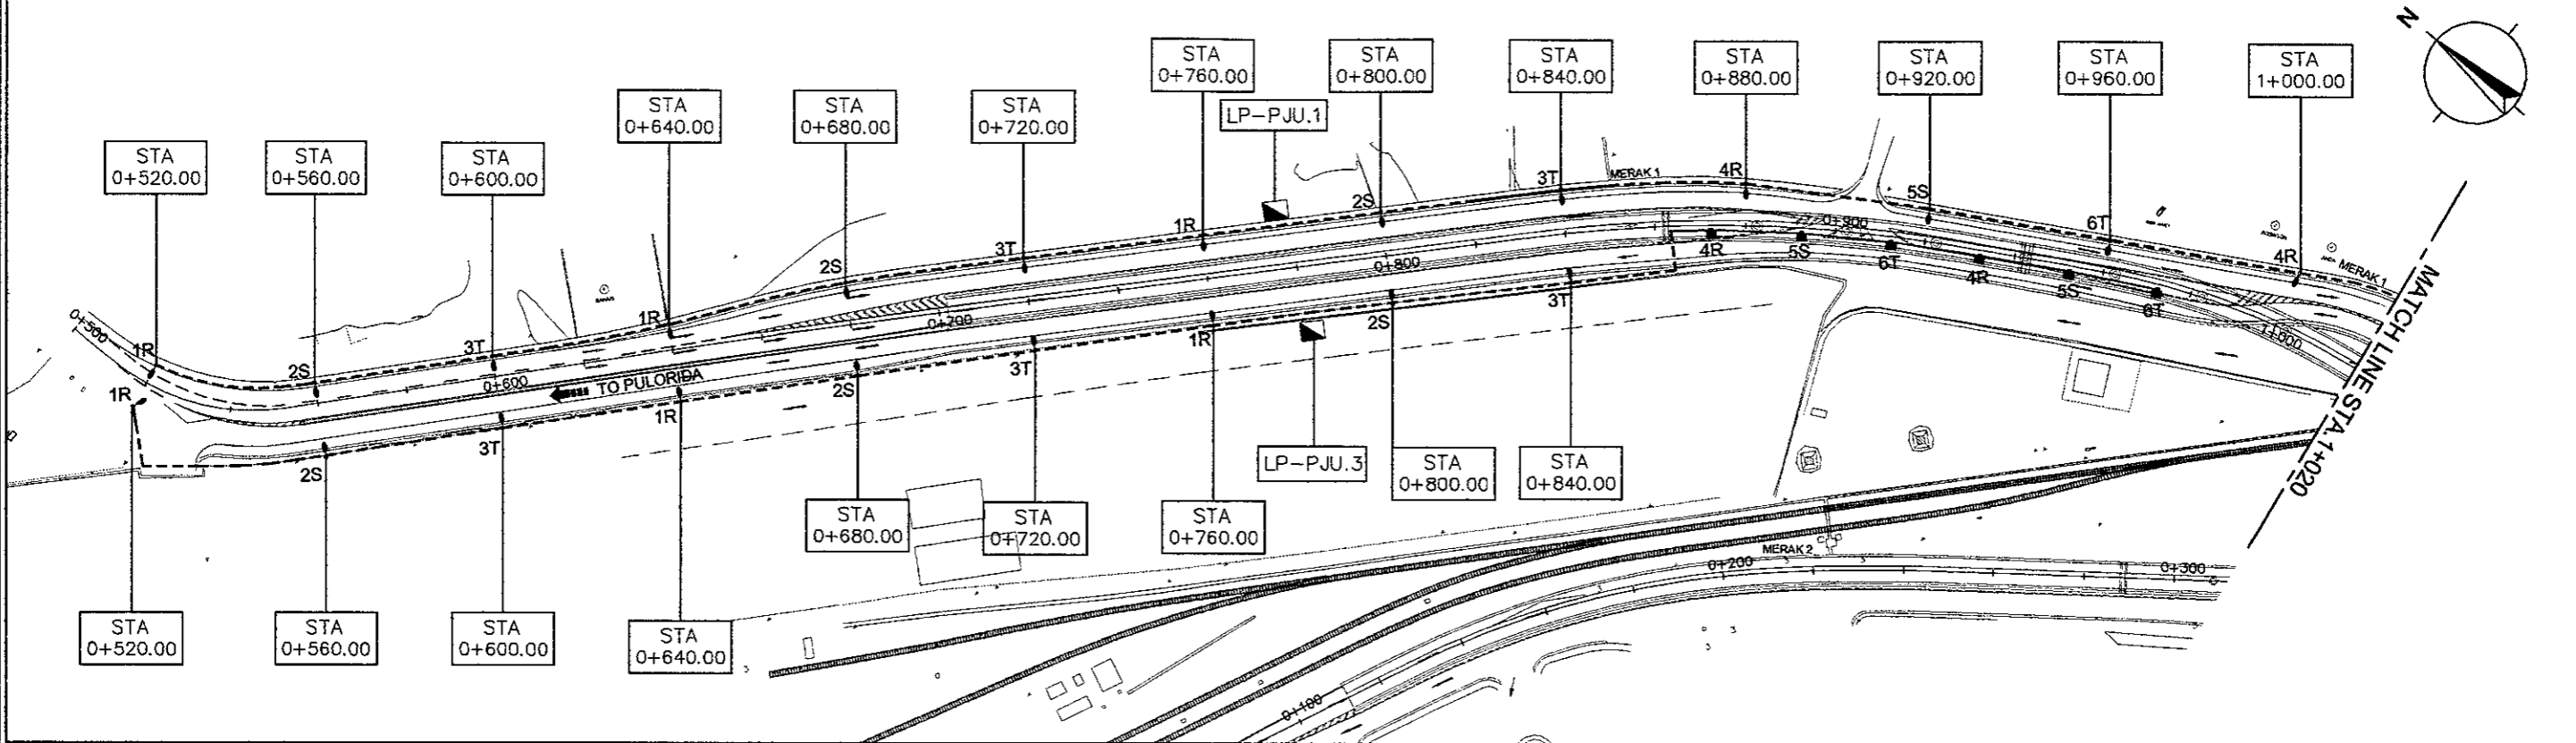 N
STA
0+520.00
STA
0+560.00
STA
0+600.00
STA
0+640.00
STA
0+680.00
STA
0+720.00
STA
0+760.00
LP-PJU.1
STA
0+800.00
STA
0+840.00
STA
0+880.00
STA
0+920.00
STA
0+960.00
STA
1+000.00
0+500
1R
2S
3T
1R
2S
3T
1R
2S
3T
MERAK 1
4R
5S
6T
4R
MERAK 1
0+600
0+700
0+800
0+900
1+000
4R
5S
6T
4R
5S
6T
TO PULORIDA
1R
2S
3T
1R
2S
3T
1R
2S
3T
MATCH LINE STA.1+020
LP-PJU.3
STA
0+520.00
STA
0+560.00
STA
0+600.00
STA
0+640.00
STA
0+680.00
STA
0+720.00
STA
0+760.00
STA
0+800.00
STA
0+840.00
MERAK 2
0+100
0+200
0+300